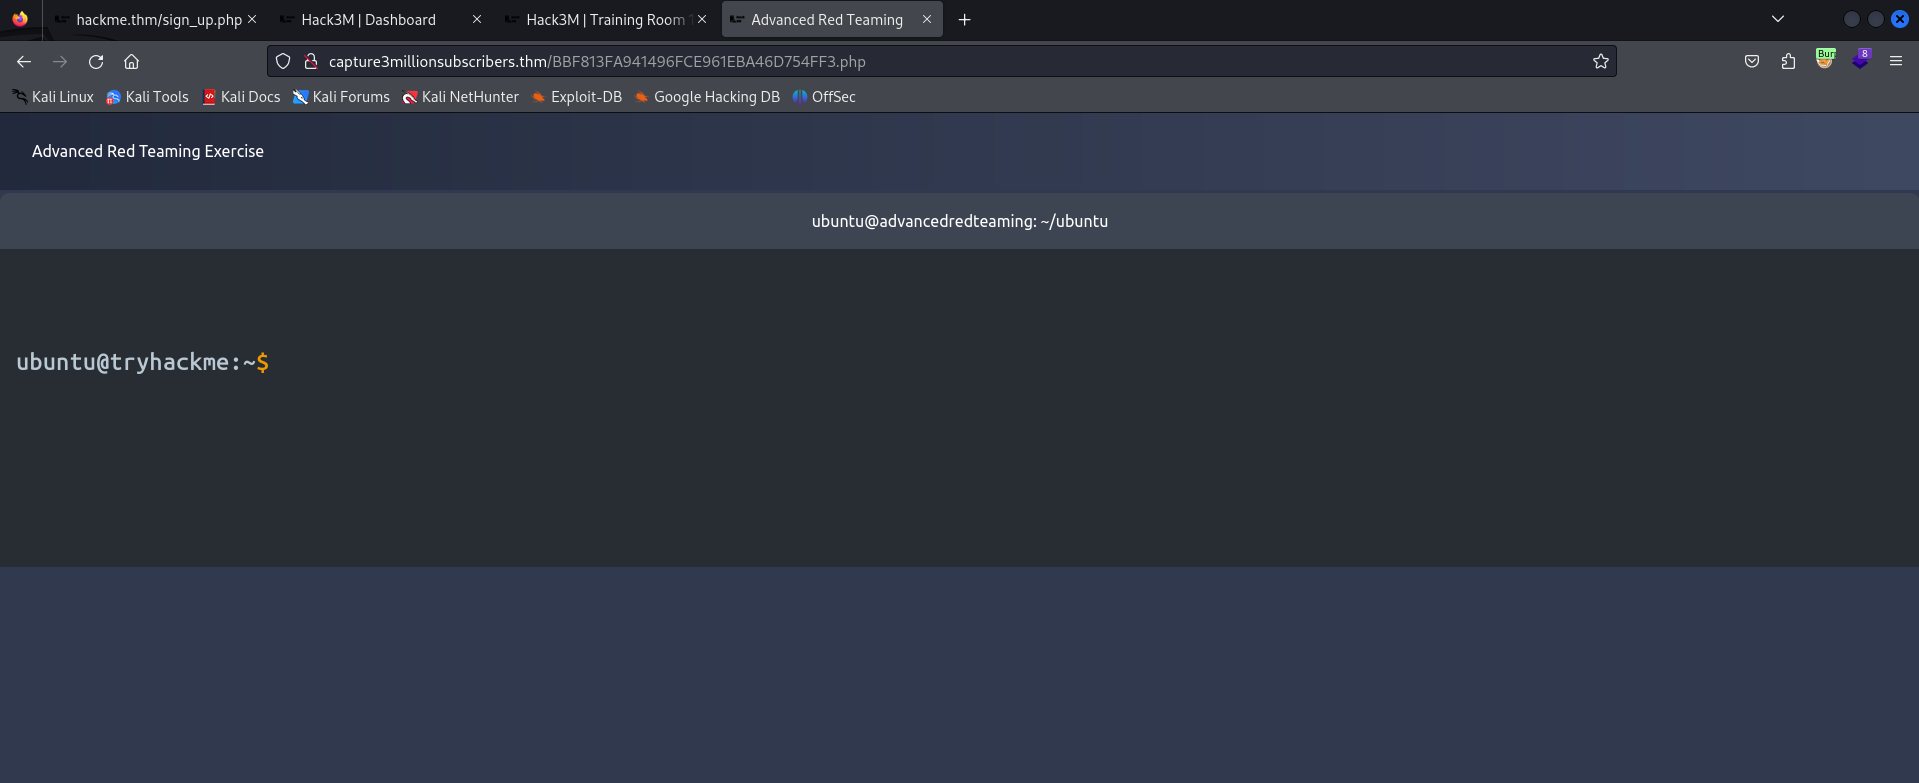 hackme.thm/sign_up.php Hack3M | Dashboard Hack3M | Training Room 1 Advanced Red Teaming
capture3millionsubscribers.thm/BBF813FA941496FCE961EBA46D754FF3.php Bur 8
Kali Linux Kali Tools Kali Docs Kali Forums Kali NetHunter Exploit-DB Google Hacking DB OffSec
Advanced Red Teaming Exercise
ubuntu@advancedredteaming: ~/ubuntu
ubuntu@tryhackme:~$